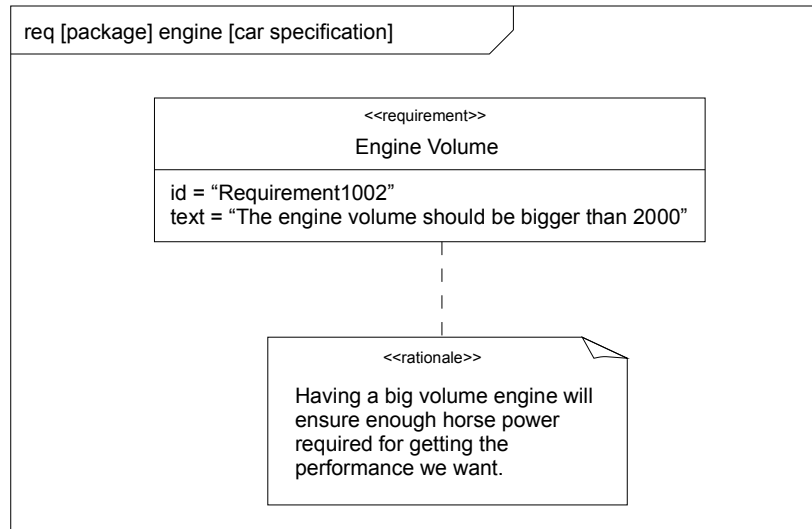 req [package] engine [car specification]
<<requirement>>
Engine Volume
id = “Requirement1002”
text = “The engine volume should be bigger than 2000”
<<rationale>>
Having a big volume engine will
ensure enough horse power
required for getting the
performance we want.